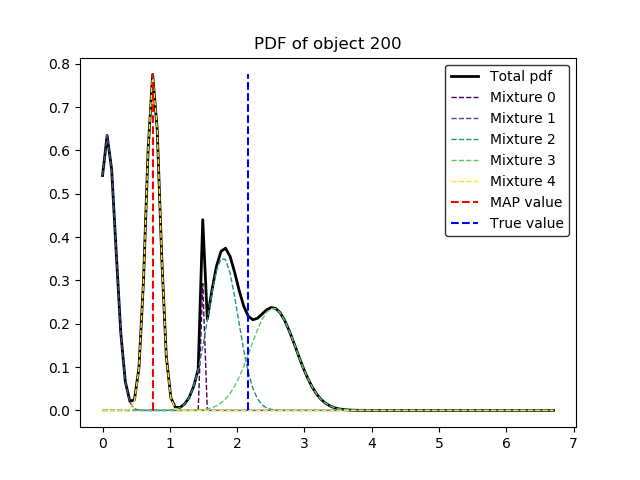 PDF of object 200
Total pdf
Mixture 0
Mixture 1
Mixture 2
Mixture 3
Mixture 4
MAP value
True value
0.8
0.7
0.6
0.5
0.4
0.3
0.2
0.1
0.0
0 1 2 3 4 5 6 7